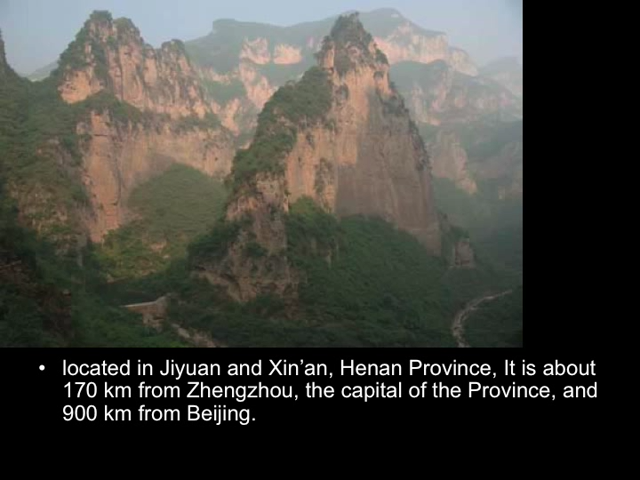 • located in Jiyuan and Xin’an, Henan Province, It is about
170 km from Zhengzhou, the capital of the Province, and
900 km from Beijing.